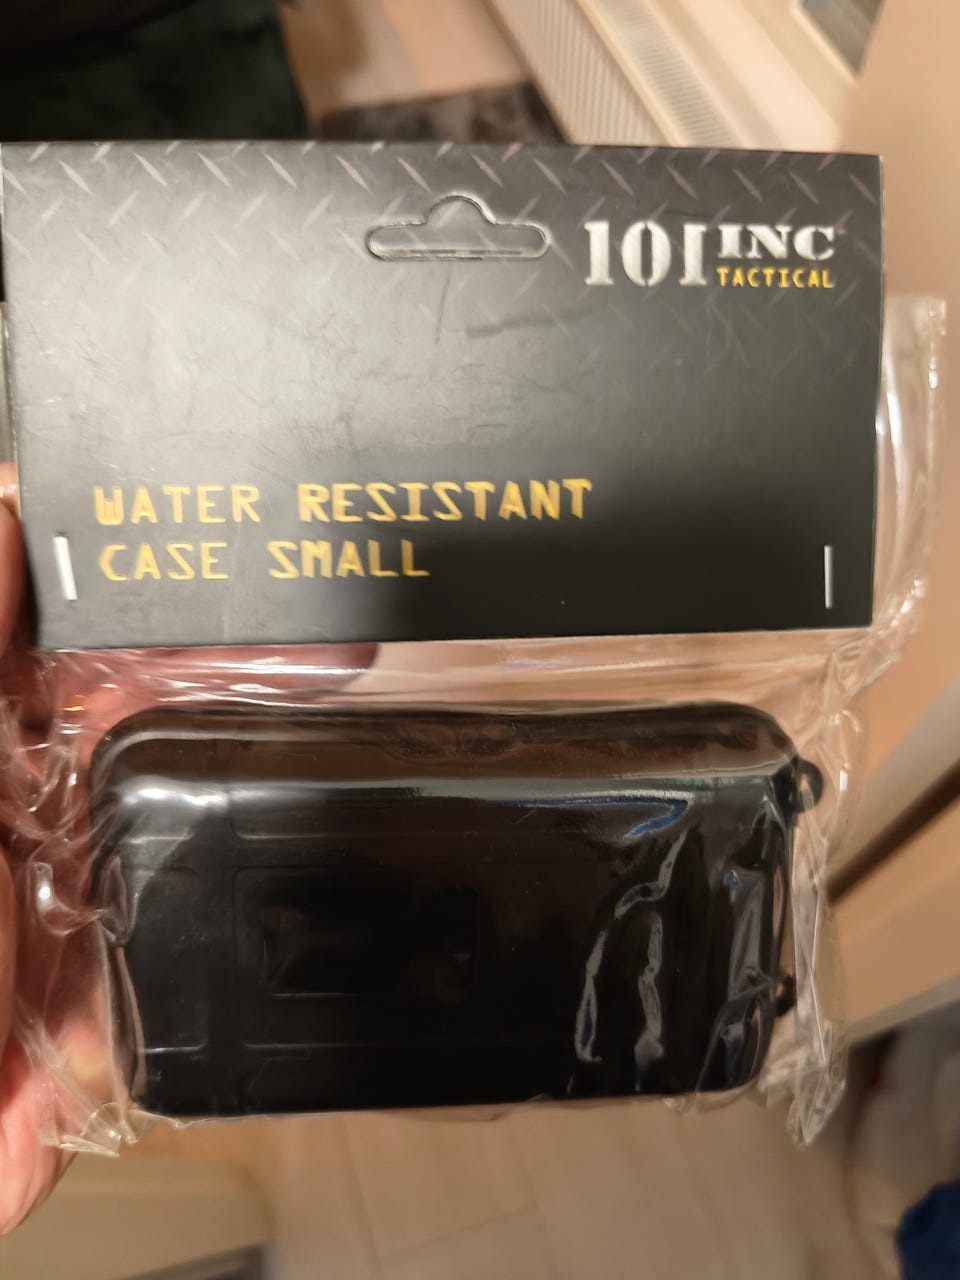 101 INC
TACTICAL
WATER RESISTANT
CASE SMALL